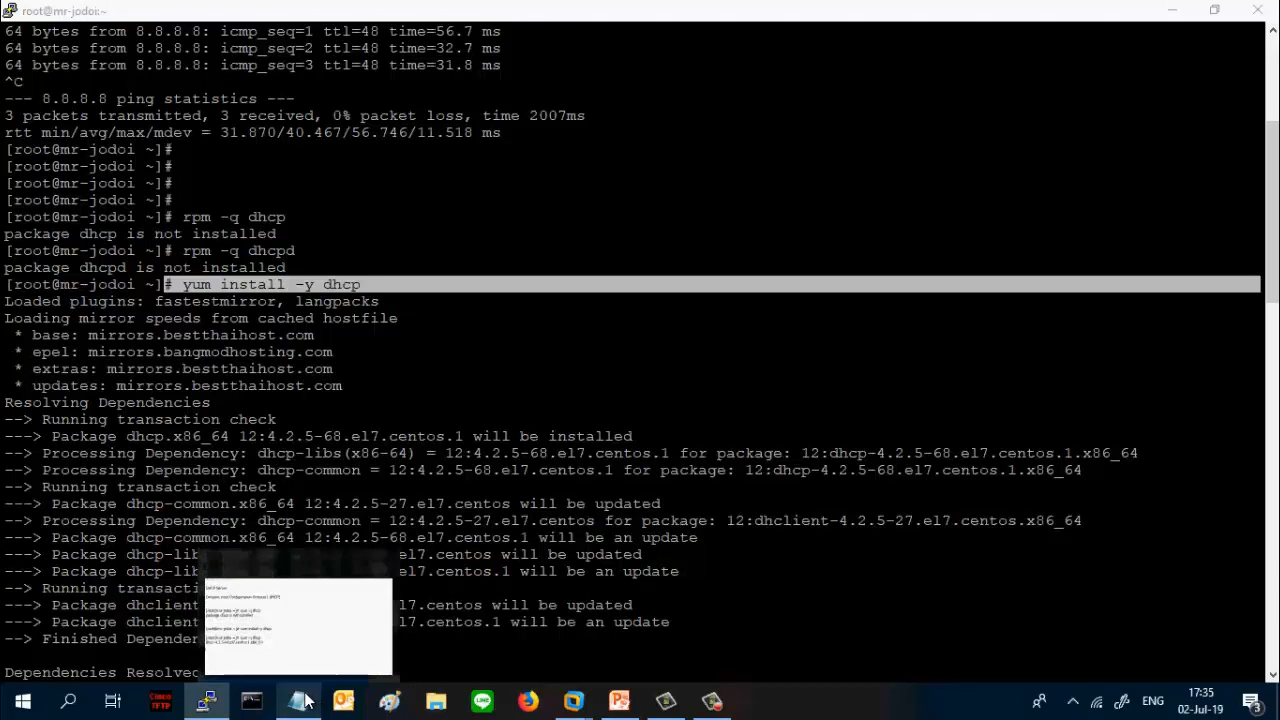 root@mr-jodoi:~
64 bytes from 8.8.8.8: icmp_seq=1 ttl=48 time=56.7 ms
64 bytes from 8.8.8.8: icmp_seq=2 ttl=48 time=32.7 ms
64 bytes from 8.8.8.8: icmp_seq=3 ttl=48 time=31.8 ms
^C
--- 8.8.8.8 ping statistics ---
3 packets transmitted, 3 received, 0% packet loss, time 2007ms
rtt min/avg/max/mdev = 31.870/40.467/56.746/11.518 ms
[root@mr-jodoi ~]#
[root@mr-jodoi ~]#
[root@mr-jodoi ~]#
[root@mr-jodoi ~]#
[root@mr-jodoi ~]# rpm -q dhcp
package dhcp is not installed
[root@mr-jodoi ~]# rpm -q dhcpd
package dhcpd is not installed
[root@mr-jodoi ~]# yum install -y dhcp
Loaded plugins: fastestmirror, langpacks
Loading mirror speeds from cached hostfile
* base: mirrors.bestthaihost.com
* epel: mirrors.bangmodhosting.com
* extras: mirrors.bestthaihost.com
* updates: mirrors.bestthaihost.com
Resolving Dependencies
--> Running transaction check
---> Package dhcp.x86_64 12:4.2.5-68.el7.centos.1 will be installed
--> Processing Dependency: dhcp-libs(x86-64) = 12:4.2.5-68.el7.centos.1 for package: 12:dhcp-4.2.5-68.el7.centos.1.x86_64
--> Processing Dependency: dhcp-common = 12:4.2.5-68.el7.centos.1 for package: 12:dhcp-4.2.5-68.el7.centos.1.x86_64
--> Running transaction check
---> Package dhcp-common.x86_64 12:4.2.5-27.el7.centos will be updated
--> Processing Dependency: dhcp-common = 12:4.2.5-27.el7.centos for package: 12:dhclient-4.2.5-27.el7.centos.x86_64
---> Package dhcp-common.x86_64 12:4.2.5-68.el7.centos.1 will be an update
---> Package dhcp-lib el7.centos will be updated
---> Package dhcp-lib el7.centos.1 will be an update
--> Running transacti
---> Package dhclient el7.centos will be updated
---> Package dhclient el7.centos.1 will be an update
--> Finished Depender
Dependencies Resolved
Cisco TFTP
ENG
17:35
02-Jul-19
3